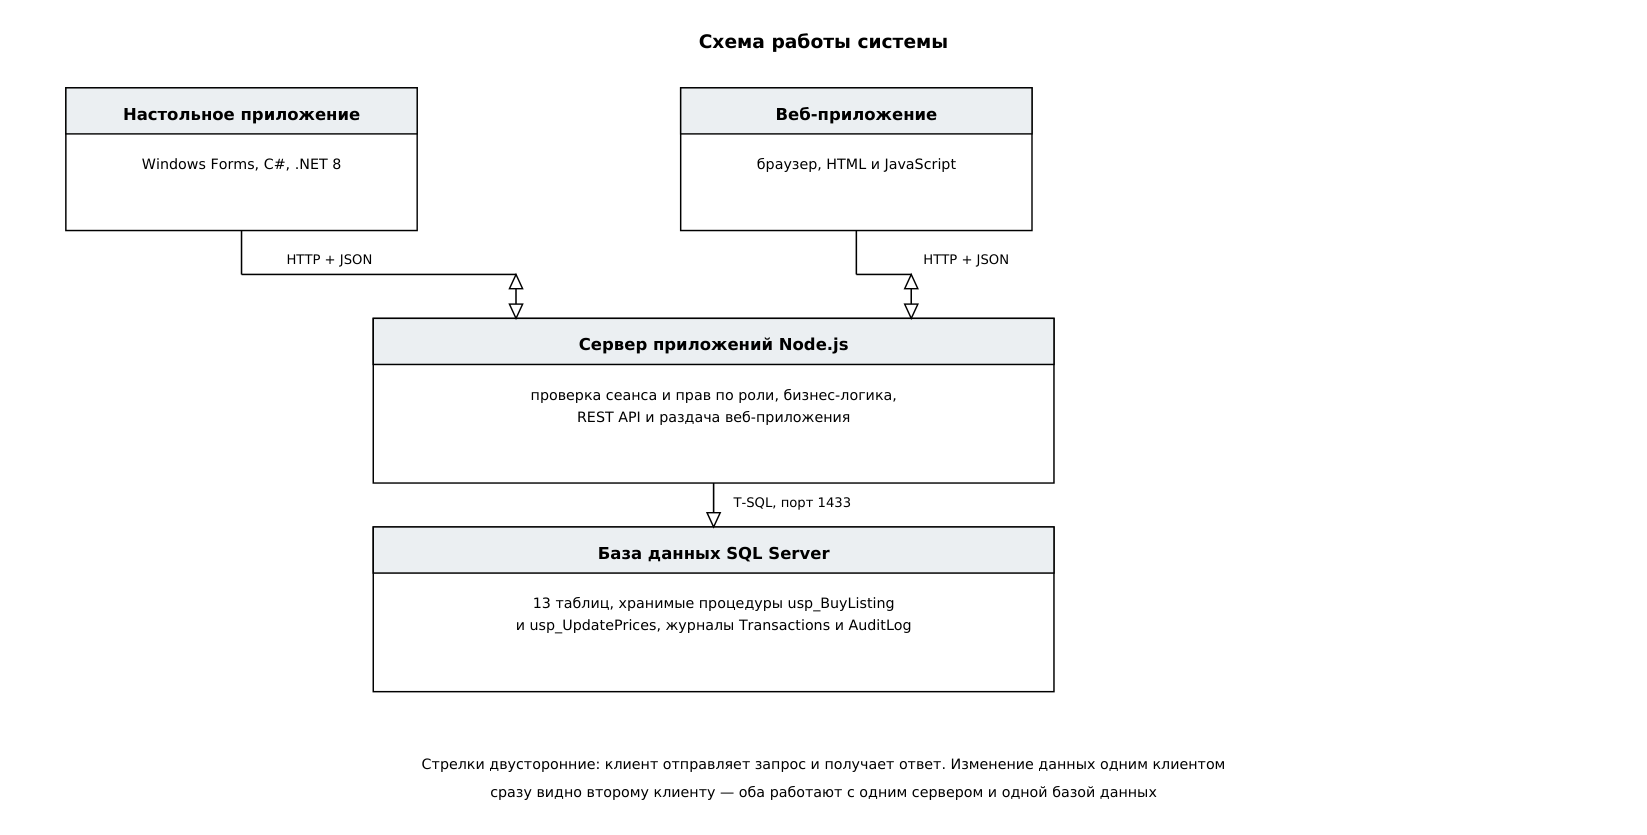 Схема работы системы
Настольное приложение
Windows Forms, C#, .NET 8
Веб-приложение
браузер, HTML и JavaScript
HTTP + JSON
HTTP + JSON
Сервер приложений Node.js
проверка сеанса и прав по роли, бизнес-логика,
REST API и раздача веб-приложения
T-SQL, порт 1433
База данных SQL Server
13 таблиц, хранимые процедуры usp_BuyListing
и usp_UpdatePrices, журналы Transactions и AuditLog
Стрелки двусторонние: клиент отправляет запрос и получает ответ. Изменение данных одним клиентом
сразу видно второму клиенту — оба работают с одним сервером и одной базой данных